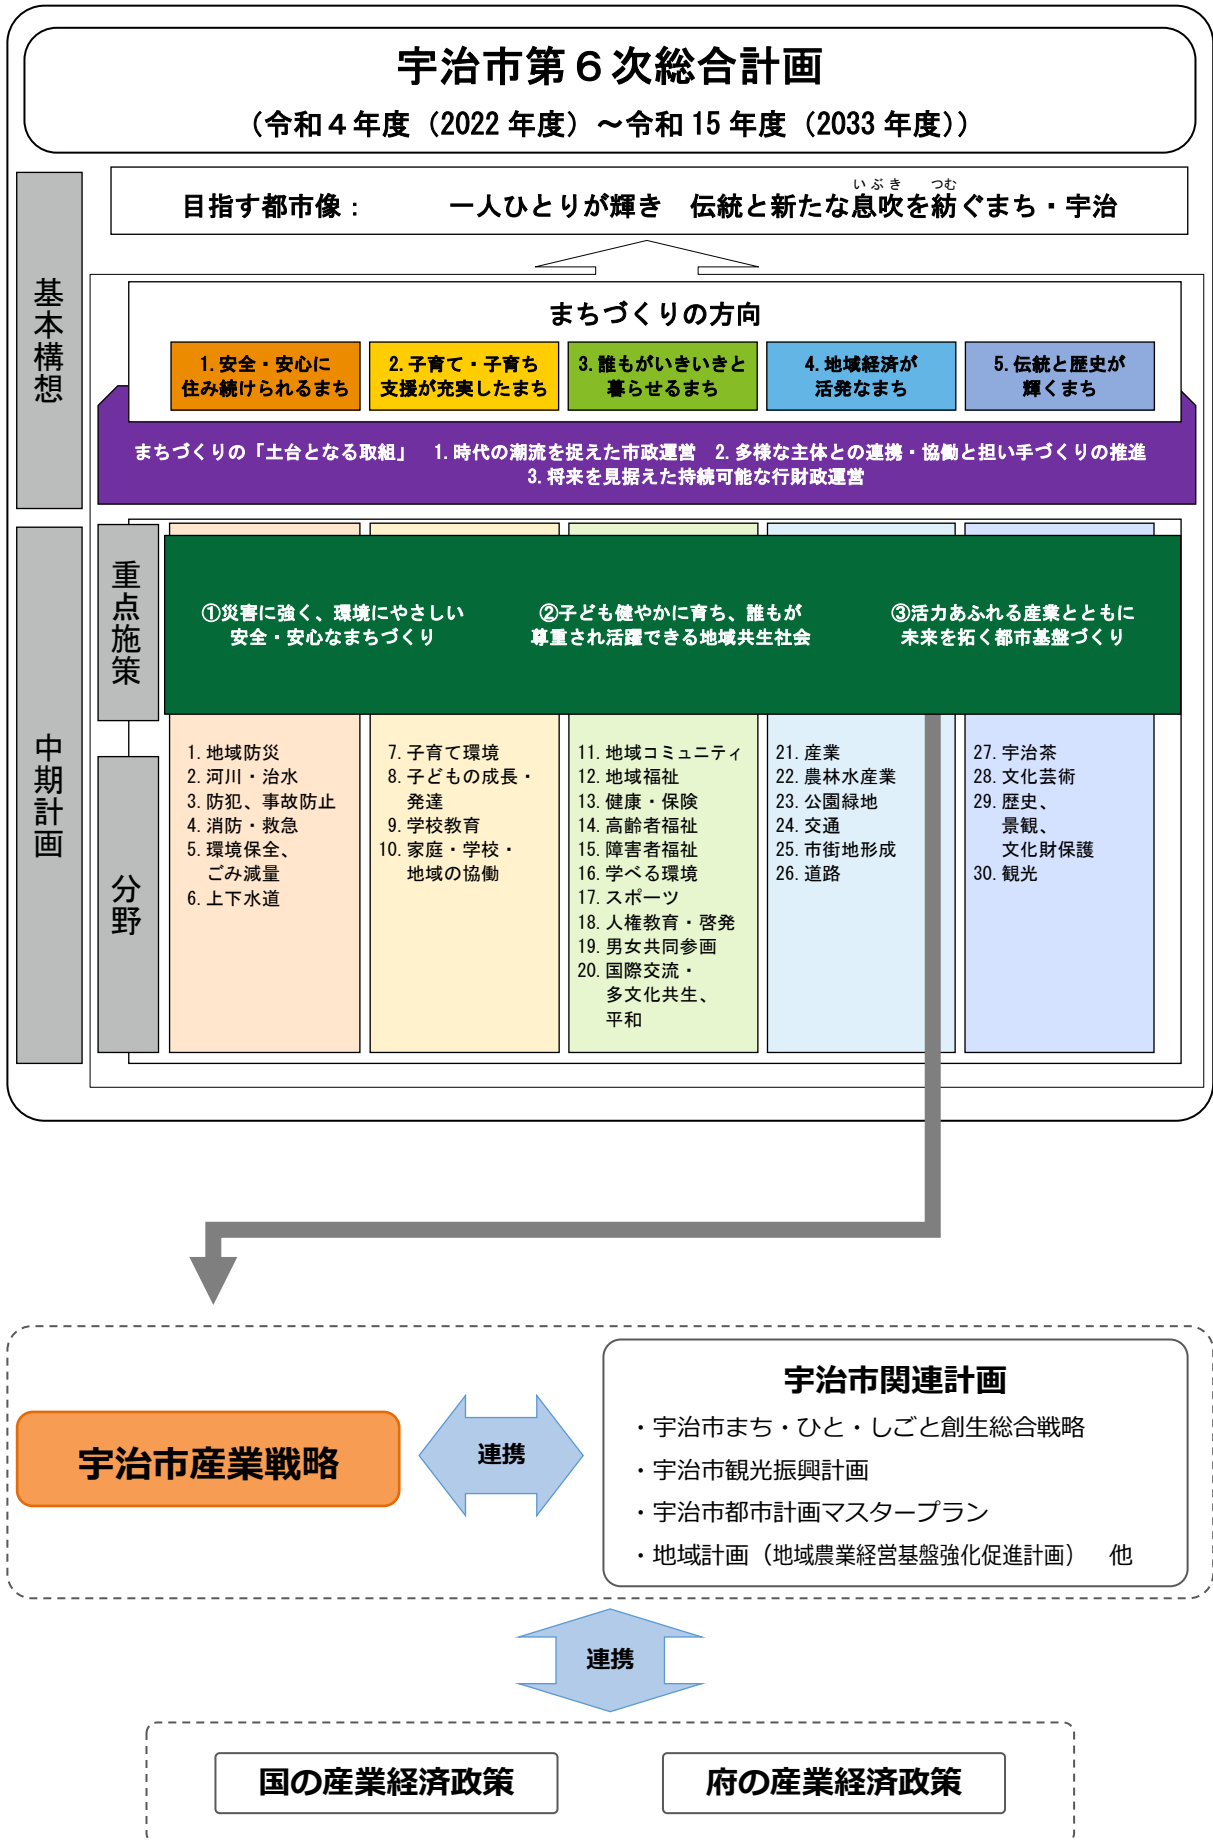 宇治市第６次総合計画
（令和４年度（2022 年度）～令和 15 年度（2033 年度））
基本構想
目指す都市像： 一人ひとりが輝き 伝統と新たな息吹を紡ぐまち・宇治
いぶき つむ
まちづくりの方向
1. 安全・安心に
住み続けられるまち
2. 子育て・子育ち
支援が充実したまち
3. 誰もがいきいきと
暮らせるまち
4. 地域経済が
活発なまち
5. 伝統と歴史が
輝くまち
まちづくりの「土台となる取組」 1. 時代の潮流を捉えた市政運営 2. 多様な主体との連携・協働と担い手づくりの推進
3. 将来を見据えた持続可能な行財政運営
中期計画
重点施策
①災害に強く、環境にやさしい
安全・安心なまちづくり
②子ども健やかに育ち、誰もが
尊重され活躍できる地域共生社会
③活力あふれる産業とともに
未来を拓く都市基盤づくり
分野
1. 地域防災
2. 河川・治水
3. 防犯、事故防止
4. 消防・救急
5. 環境保全、
ごみ減量
6. 上下水道
7. 子育て環境
8. 子どもの成長・
発達
9. 学校教育
10. 家庭・学校・
地域の協働
11. 地域コミュニティ
12. 地域福祉
13. 健康・保険
14. 高齢者福祉
15. 障害者福祉
16. 学べる環境
17. スポーツ
18. 人権教育・啓発
19. 男女共同参画
20. 国際交流・
多文化共生、
平和
21. 産業
22. 農林水産業
23. 公園緑地
24. 交通
25. 市街地形成
26. 道路
27. 宇治茶
28. 文化芸術
29. 歴史、
景観、
文化財保護
30. 観光
宇治市産業戦略
連携
宇治市関連計画
・宇治市まち・ひと・しごと創生総合戦略
・宇治市観光振興計画
・宇治市都市計画マスタープラン
・地域計画（地域農業経営基盤強化促進計画） 他
連携
国の産業経済政策
府の産業経済政策